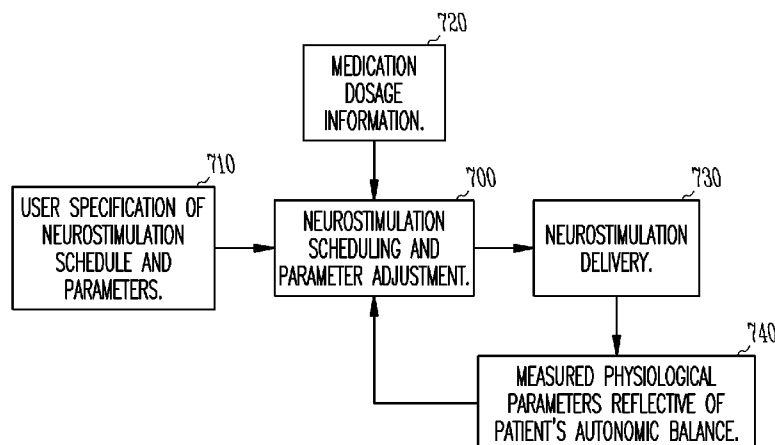 720
MEDICATION
DOSAGE
INFORMATION.
710
USER SPECIFICATION OF
NEUROSTIMULATION
SCHEDULE AND
PARAMETERS.
700
NEUROSTIMULATION
SCHEDULING AND
PARAMETER ADJUSTMENT.
730
NEUROSTIMULATION
DELIVERY.
740
MEASURED PHYSIOLOGICAL
PARAMETERS REFLECTIVE OF
PATIENT'S AUTONOMIC BALANCE.